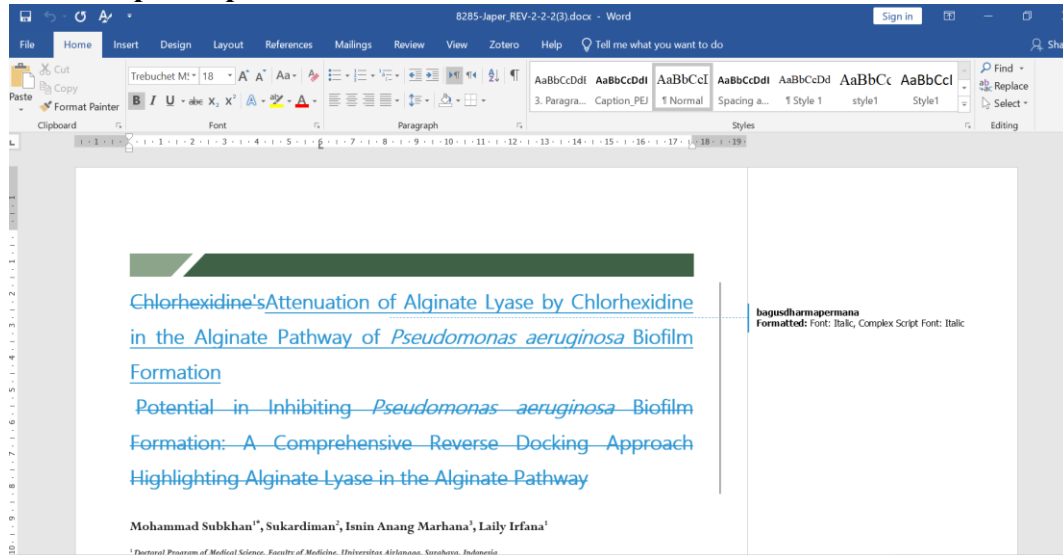 8285-Japer_REV-2-2-2(3).docx - Word
Sign in
File Home Insert Design Layout References Mailings Review View Zotero Help Tell me what you want to do Sha
Cut
Copy
Format Painter
Paste
Trebuchet MS 18
AaBbCcDdI AaBbCcDdI AaBbCcI AaBbCcDdI AaBbCcDd AaBbCc AaBbCcI
3. Paragra... Caption_PEJ ¶ Normal Spacing a... ¶ Style 1 style1 Style1
Find
Replace
Select
Clipboard Font Paragraph Styles Editing
Chlorhexidine'sAttenuation of Alginate Lyase by Chlorhexidine
in the Alginate Pathway of Pseudomonas aeruginosa Biofilm
Formation
Potential in Inhibiting Pseudomonas aeruginosa Biofilm
Formation: A Comprehensive Reverse Docking Approach
Highlighting Alginate Lyase in the Alginate Pathway
bagusdharmapermana
Formatted: Font: Italic, Complex Script Font: Italic
Mohammad Subkhan1*, Sukardiman2, Isnin Anang Marhana3, Laily Irfana1
1 Doctoral Program of Medical Science, Faculty of Medicine, Universitas Airlangga, Surabaya, Indonesia